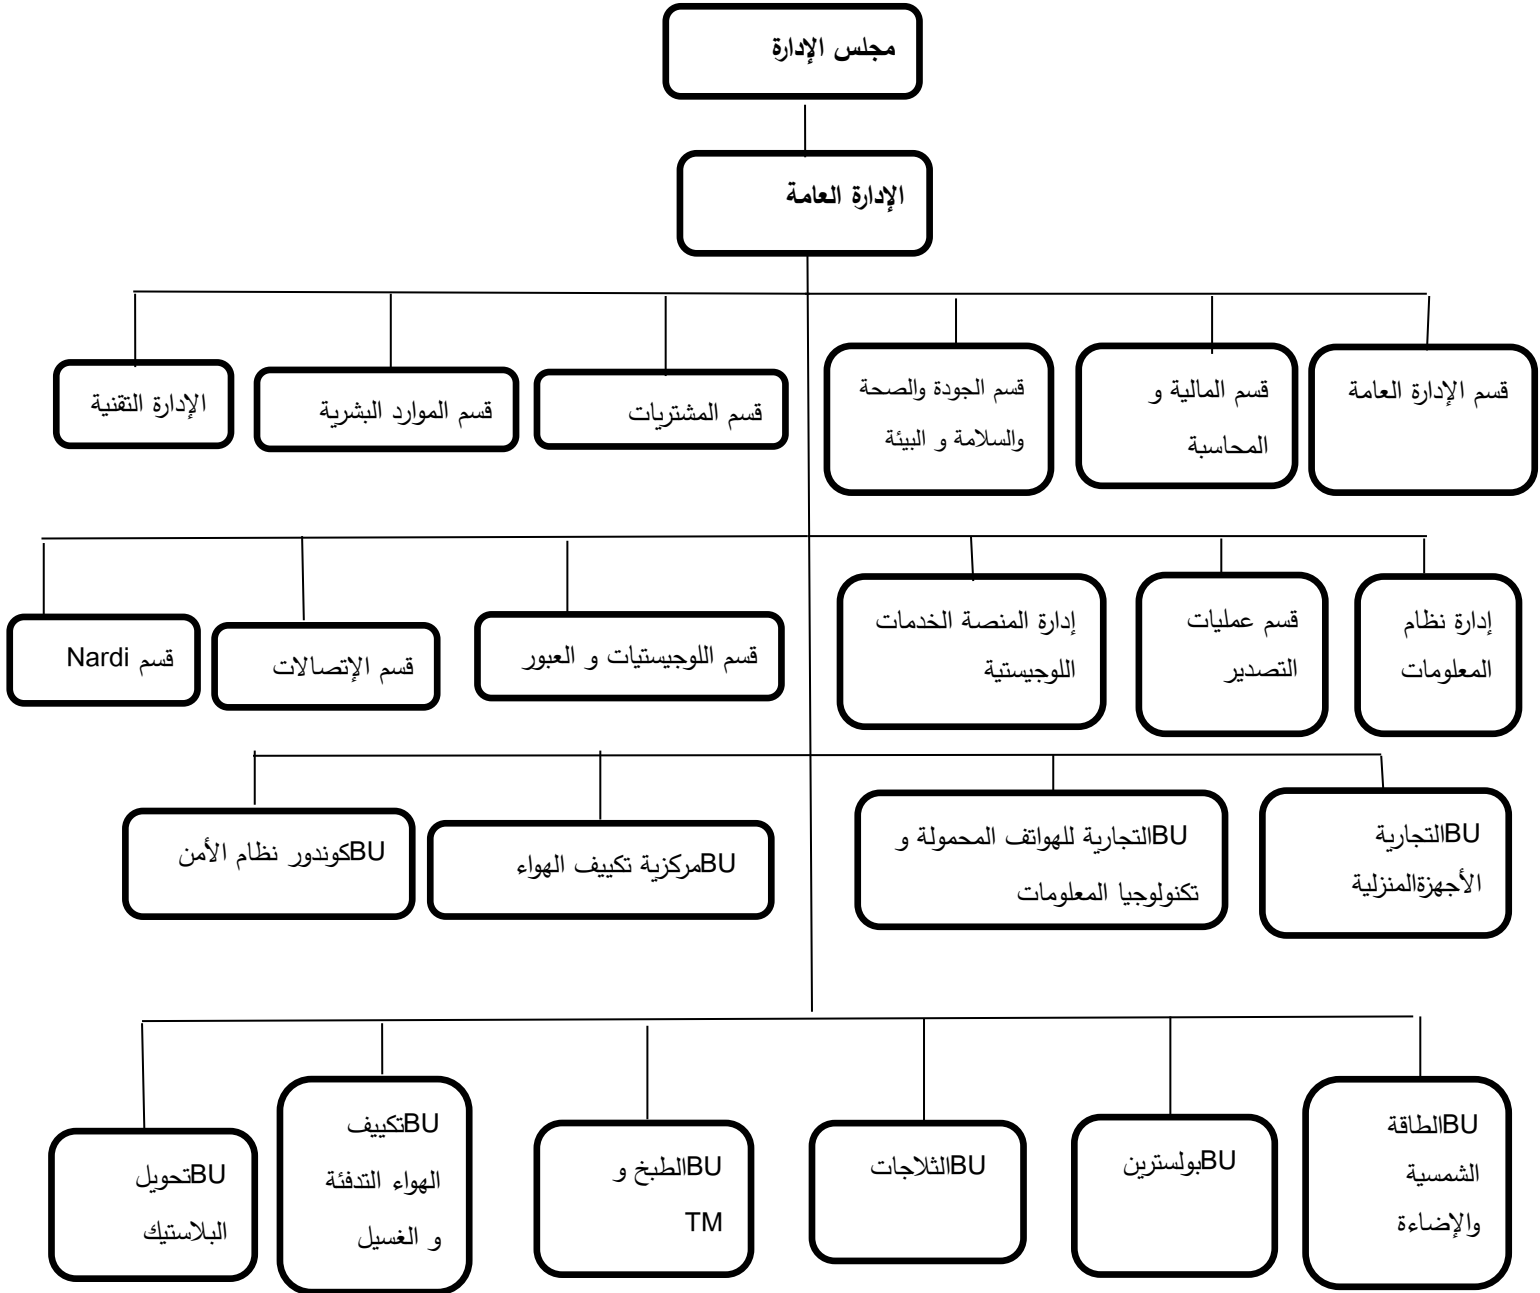 مجلس الإدارة
الإدارة العامة
قسم الإدارة العامة
قسم المالية و
المحاسبة
قسم الجودة والصحة
والسلامة و البيئة
قسم المشتريات
قسم الموارد البشرية
الإدارة التقنية
إدارة نظام
المعلومات
قسم عمليات
التصدير
إدارة المنصة الخدمات
اللوجيستية
قسم اللوجيستيات و العبور
قسم الإتصالات
قسم Nardi
BUالتجارية
الأجهزةالمنزلية
BUالتجارية للهواتف المحمولة و
تكنولوجيا المعلومات
BUمركزية تكييف الهواء
BUكوندور نظام الأمن
BUالطاقة
الشمسية
والإضاءة
BUبولسترين
BUالثلاجات
BUالطبخ و
TM
BUتكييف
الهواء التدفئة
و الغسيل
BUتحويل
البلاستيك